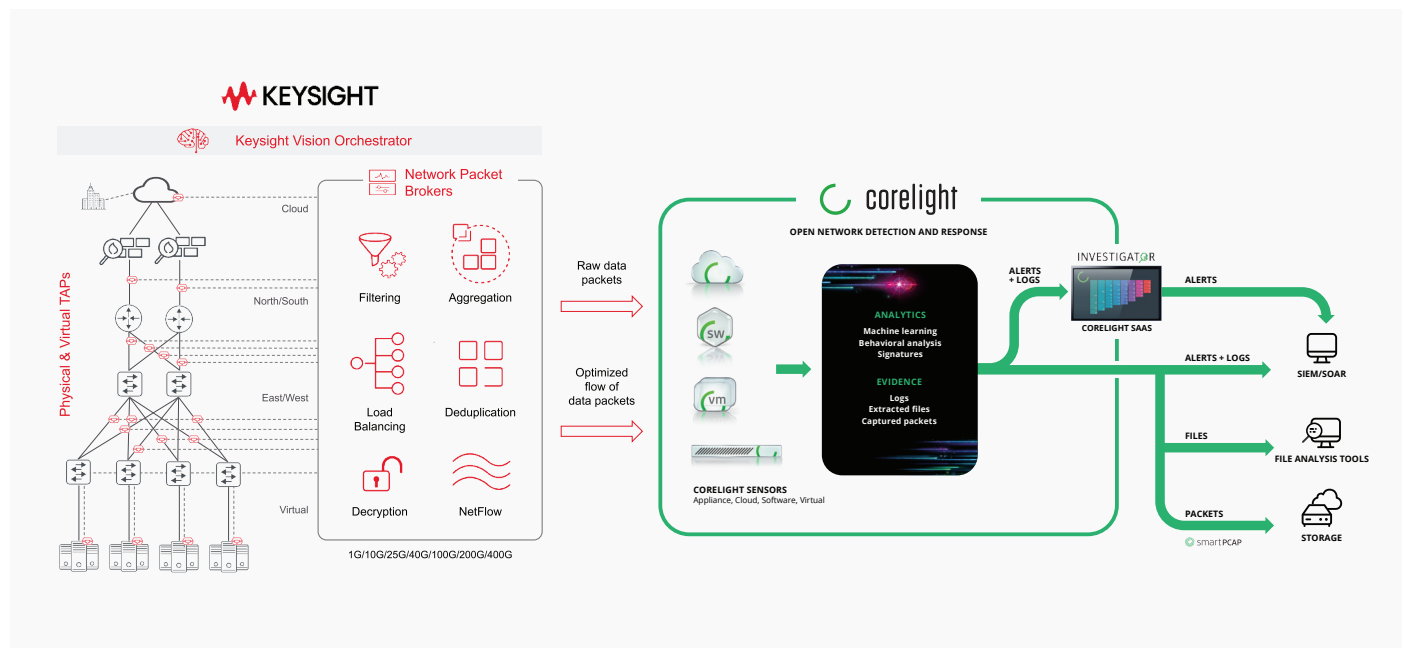 KEYSIGHT
Keysight Vision Orchestrator
Physical & Virtual TAPs
Cloud
North/South
East/West
Virtual
Network Packet
Brokers
Filtering
Aggregation
Load
Balancing
Deduplication
Decryption
NetFlow
1G/10G/25G/40G/100G/200G/400G
Raw data
packets
Optimized
flow of
data packets
corelight
OPEN NETWORK DETECTION AND RESPONSE
sw
vm
CORELIGHT SENSORS
Appliance, Cloud, Software, Virtual
ANALYTICS
Machine learning
Behavioral analysis
Signatures
EVIDENCE
Logs
Extracted files
Captured packets
ALERTS
+ LOGS
INVESTIGATOR
CORELIGHT SAAS
ALERTS
ALERTS + LOGS
SIEM/SOAR
FILES
FILE ANALYSIS TOOLS
PACKETS
smartPCAP
STORAGE